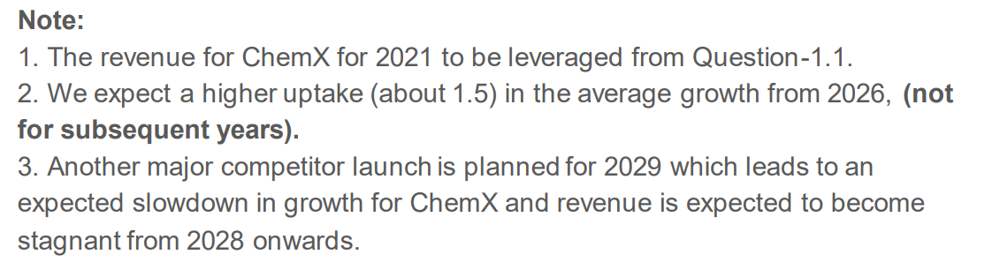 Note:
1. The revenue for ChemX for 2021 to be leveraged from Question-1.1.
2. We expect a higher uptake (about 1.5) in the average growth from 2026, (not
for subsequent years).
3. Another major competitor launch is planned for 2029 which leads to an
expected slowdown in growth for ChemX and revenue is expected to become
stagnant from 2028 onwards.